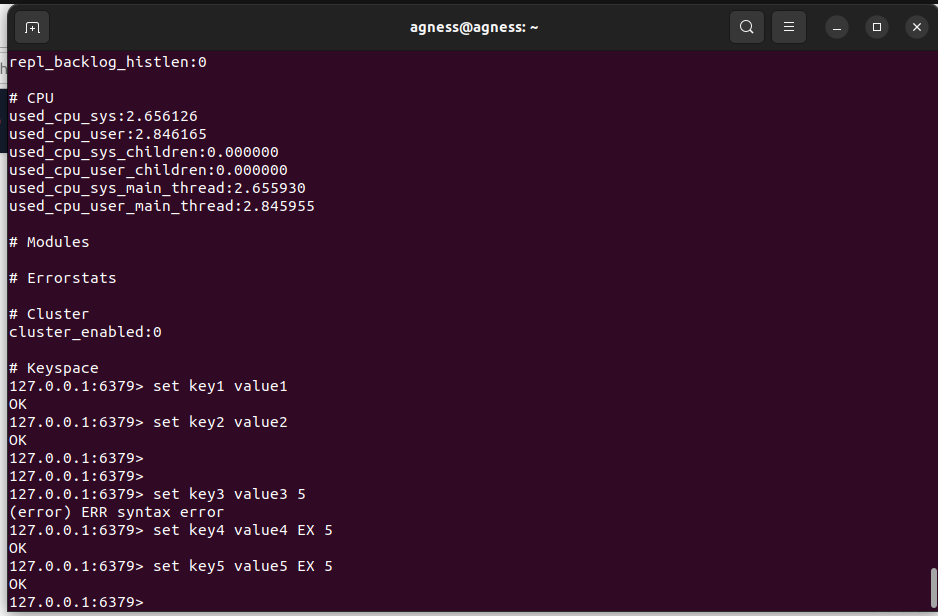 agness@agness: ~
repl_backlog_histlen:0
# CPU
used_cpu_sys:2.656126
used_cpu_user:2.846165
used_cpu_sys_children:0.000000
used_cpu_user_children:0.000000
used_cpu_sys_main_thread:2.655930
used_cpu_user_main_thread:2.845955
# Modules
# Errorstats
# Cluster
cluster_enabled:0
# Keyspace
127.0.0.1:6379> set key1 value1
OK
127.0.0.1:6379> set key2 value2
OK
127.0.0.1:6379>
127.0.0.1:6379>
127.0.0.1:6379> set key3 value3 5
(error) ERR syntax error
127.0.0.1:6379> set key4 value4 EX 5
OK
127.0.0.1:6379> set key5 value5 EX 5
OK
127.0.0.1:6379>